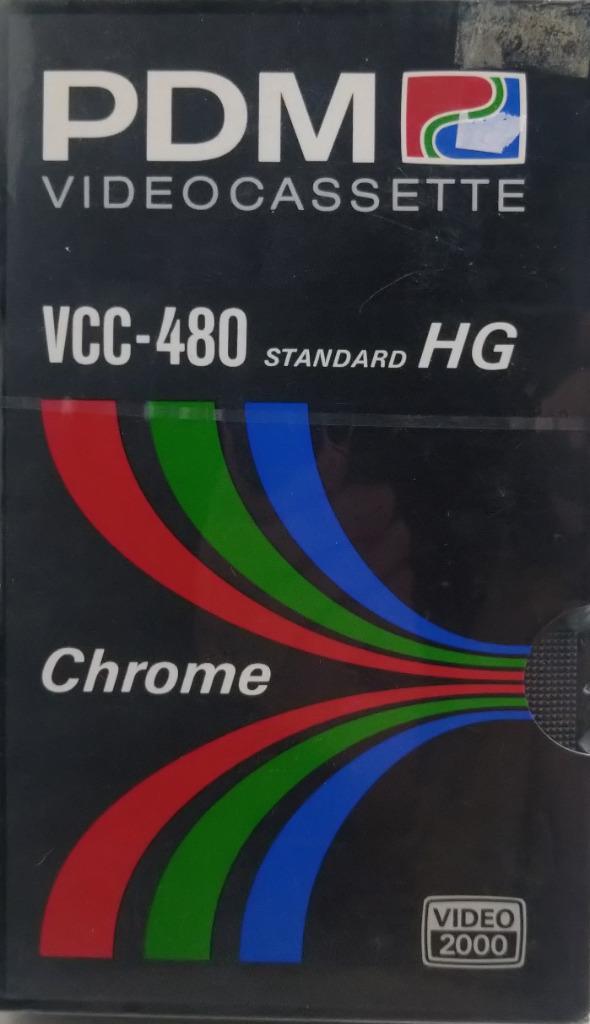 PDM
VIDEOCASSETTE
VCC-480 STANDARD HG
Chrome
VIDEO
2000